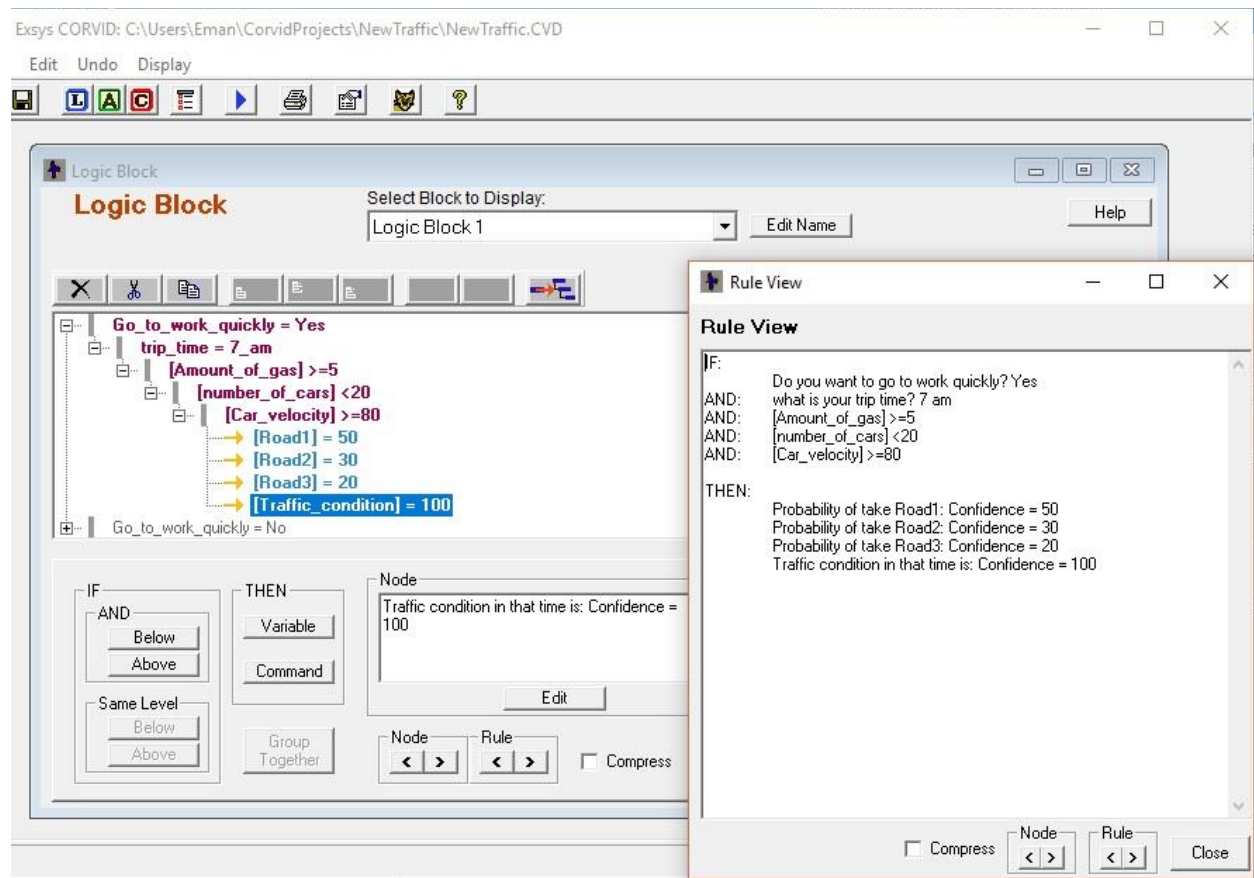 Exsys CORVID: C:\Users\Eman\CorvidProjects\NewTraffic\NewTraffic.CVD
Edit Undo Display
L A C ?
Logic Block
Logic Block
Select Block to Display:
Logic Block 1
Edit Name
Help
Go_to_work_quickly = Yes
trip_time = 7_am
[Amount_of_gas] >=5
[number_of_cars] <20
[Car_velocity] >=80
[Road1] = 50
[Road2] = 30
[Road3] = 20
[Traffic_condition] = 100
Go_to_work_quickly = No
IF
AND
Below
Above
Same Level
Below
Above
THEN
Variable
Command
Group
Together
Node
Traffic condition in that time is: Confidence =
100
Edit
Node
< >
Rule
< >
Compress
Rule View
Rule View
IF:
Do you want to go to work quickly? Yes
AND: what is your trip time? 7 am
AND: [Amount_of_gas] >=5
AND: [number_of_cars] <20
AND: [Car_velocity] >=80
THEN:
Probability of take Road1: Confidence = 50
Probability of take Road2: Confidence = 30
Probability of take Road3: Confidence = 20
Traffic condition in that time is: Confidence = 100
Compress
Node
< >
Rule
< >
Close